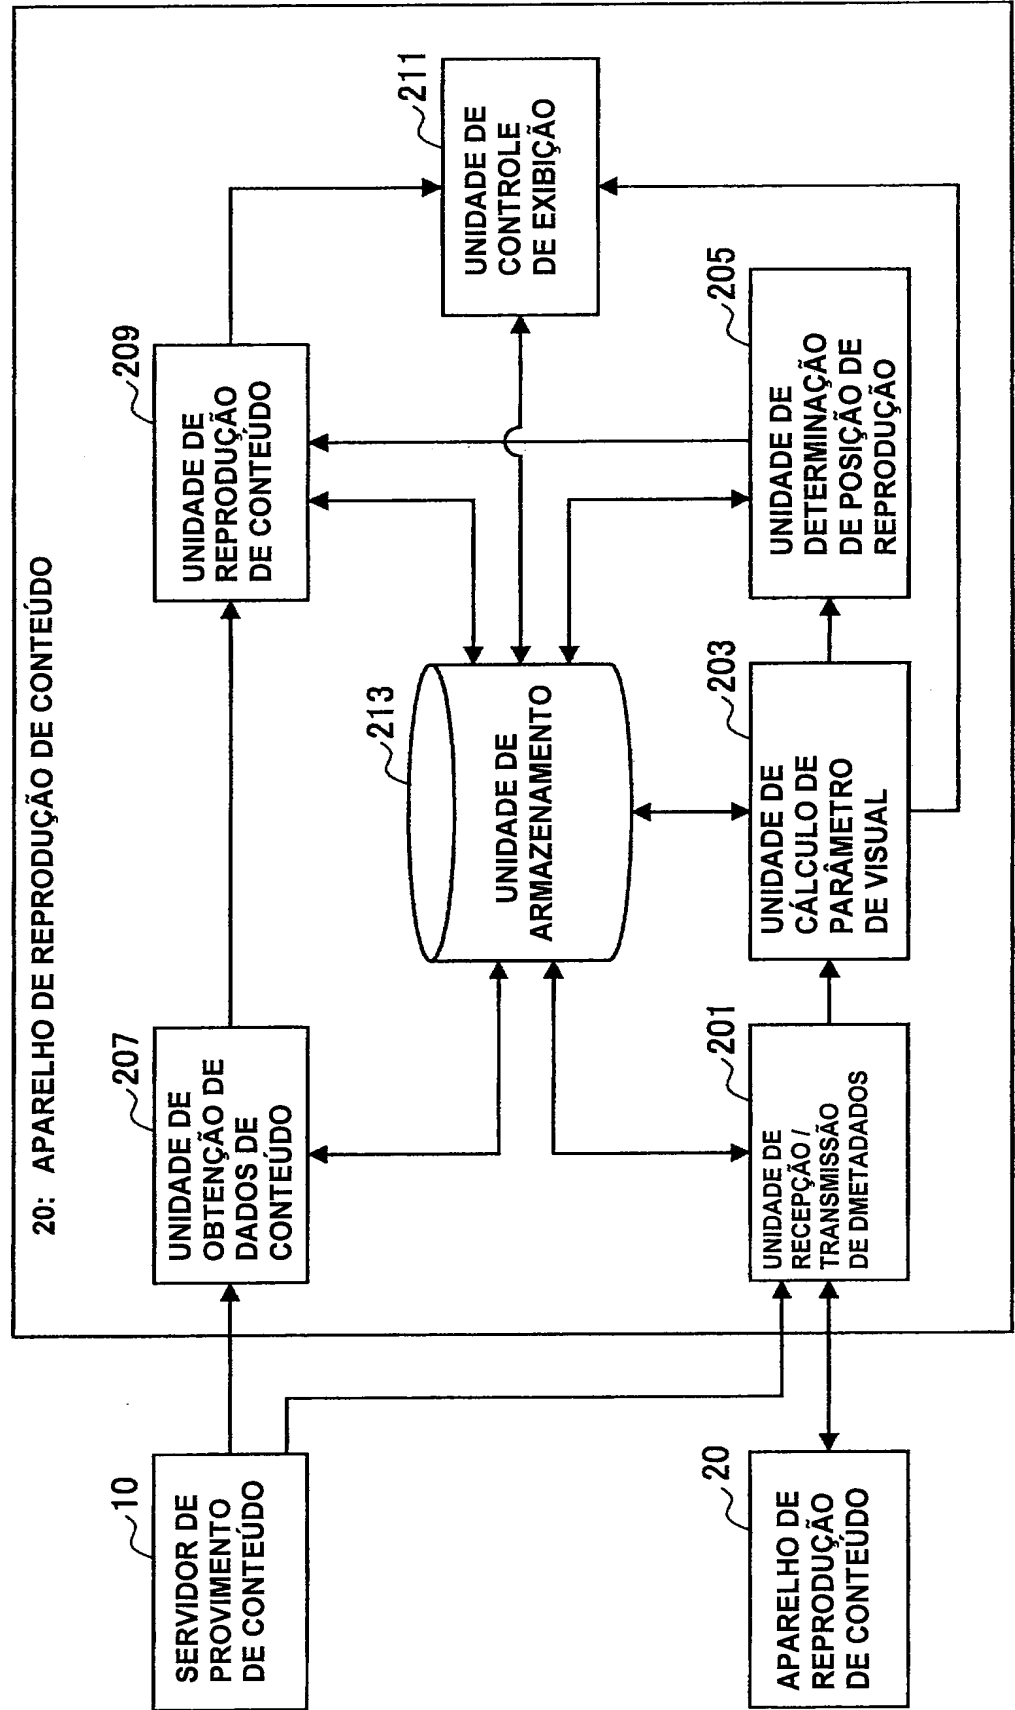 20: APARELHO DE REPRODUÇÃO DE CONTEÚDO
10
SERVIDOR DE
PROVIMENTO
DE CONTEÚDO
207
UNIDADE DE
OBTENÇÃO DE
DADOS DE
CONTEÚDO
209
UNIDADE DE
REPRODUÇÃO
DE CONTEÚDO
213
UNIDADE DE
ARMAZENAMENTO
211
UNIDADE DE
CONTROLE
DE EXIBIÇÃO
20
APARELHO DE
REPRODUÇÃO
DE CONTEÚDO
201
UNIDADE DE
RECEPÇÃO /
TRANSMISSÃO
DE DMETADADOS
203
UNIDADE DE
CÁLCULO DE
PARÂMETRO
DE VISUAL
205
UNIDADE DE
DETERMINAÇÃO
DE POSIÇÃO DE
REPRODUÇÃO